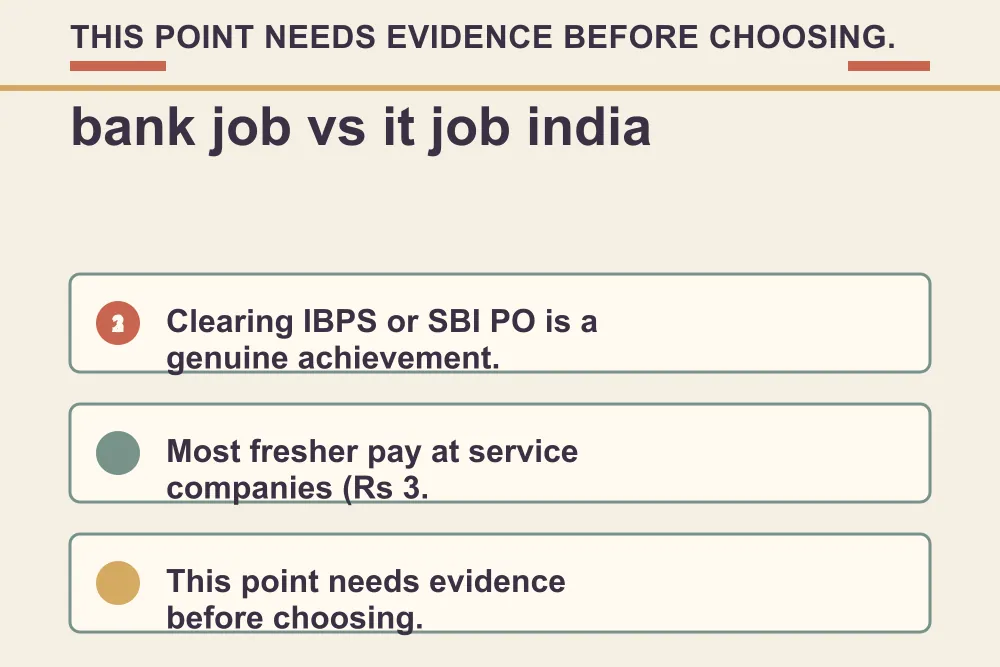 THIS POINT NEEDS EVIDENCE BEFORE CHOOSING.
bank job vs it job india
Clearing IBPS or SBI PO is a
genuine achievement.
Most fresher pay at service
companies (Rs 3.
This point needs evidence
before choosing.